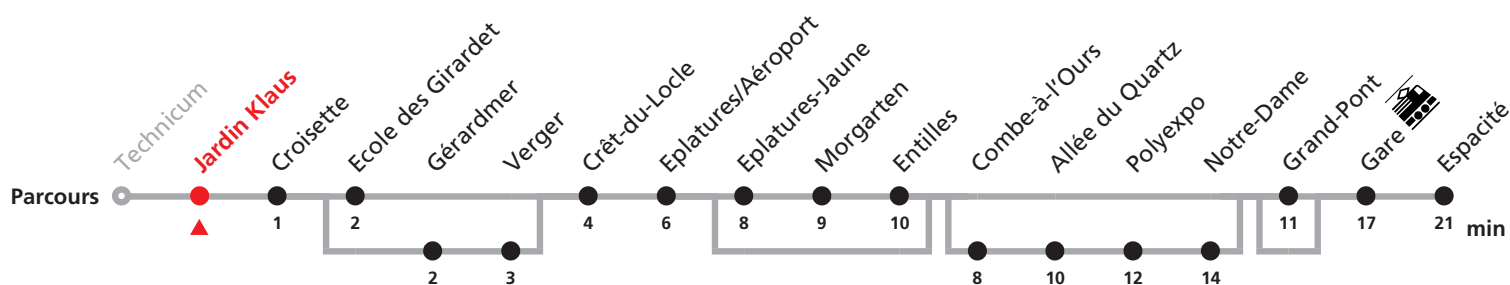 Technicum
Jardin Klaus
Croisette
Ecole des Girardet
Gérardmer
Verger
Crêt-du-Locle
Eplatures/Aéroport
Eplatures-Jaune
Morgarten
Entilles
Combe-à-l'Ours
Allée du Quartz
Polyexpo
Notre-Dame
Grand-Pont
Gare
Espacité
Parcours
1 2 4 6 8 9 10 11 17 21 min
2 3 8 10 12 14